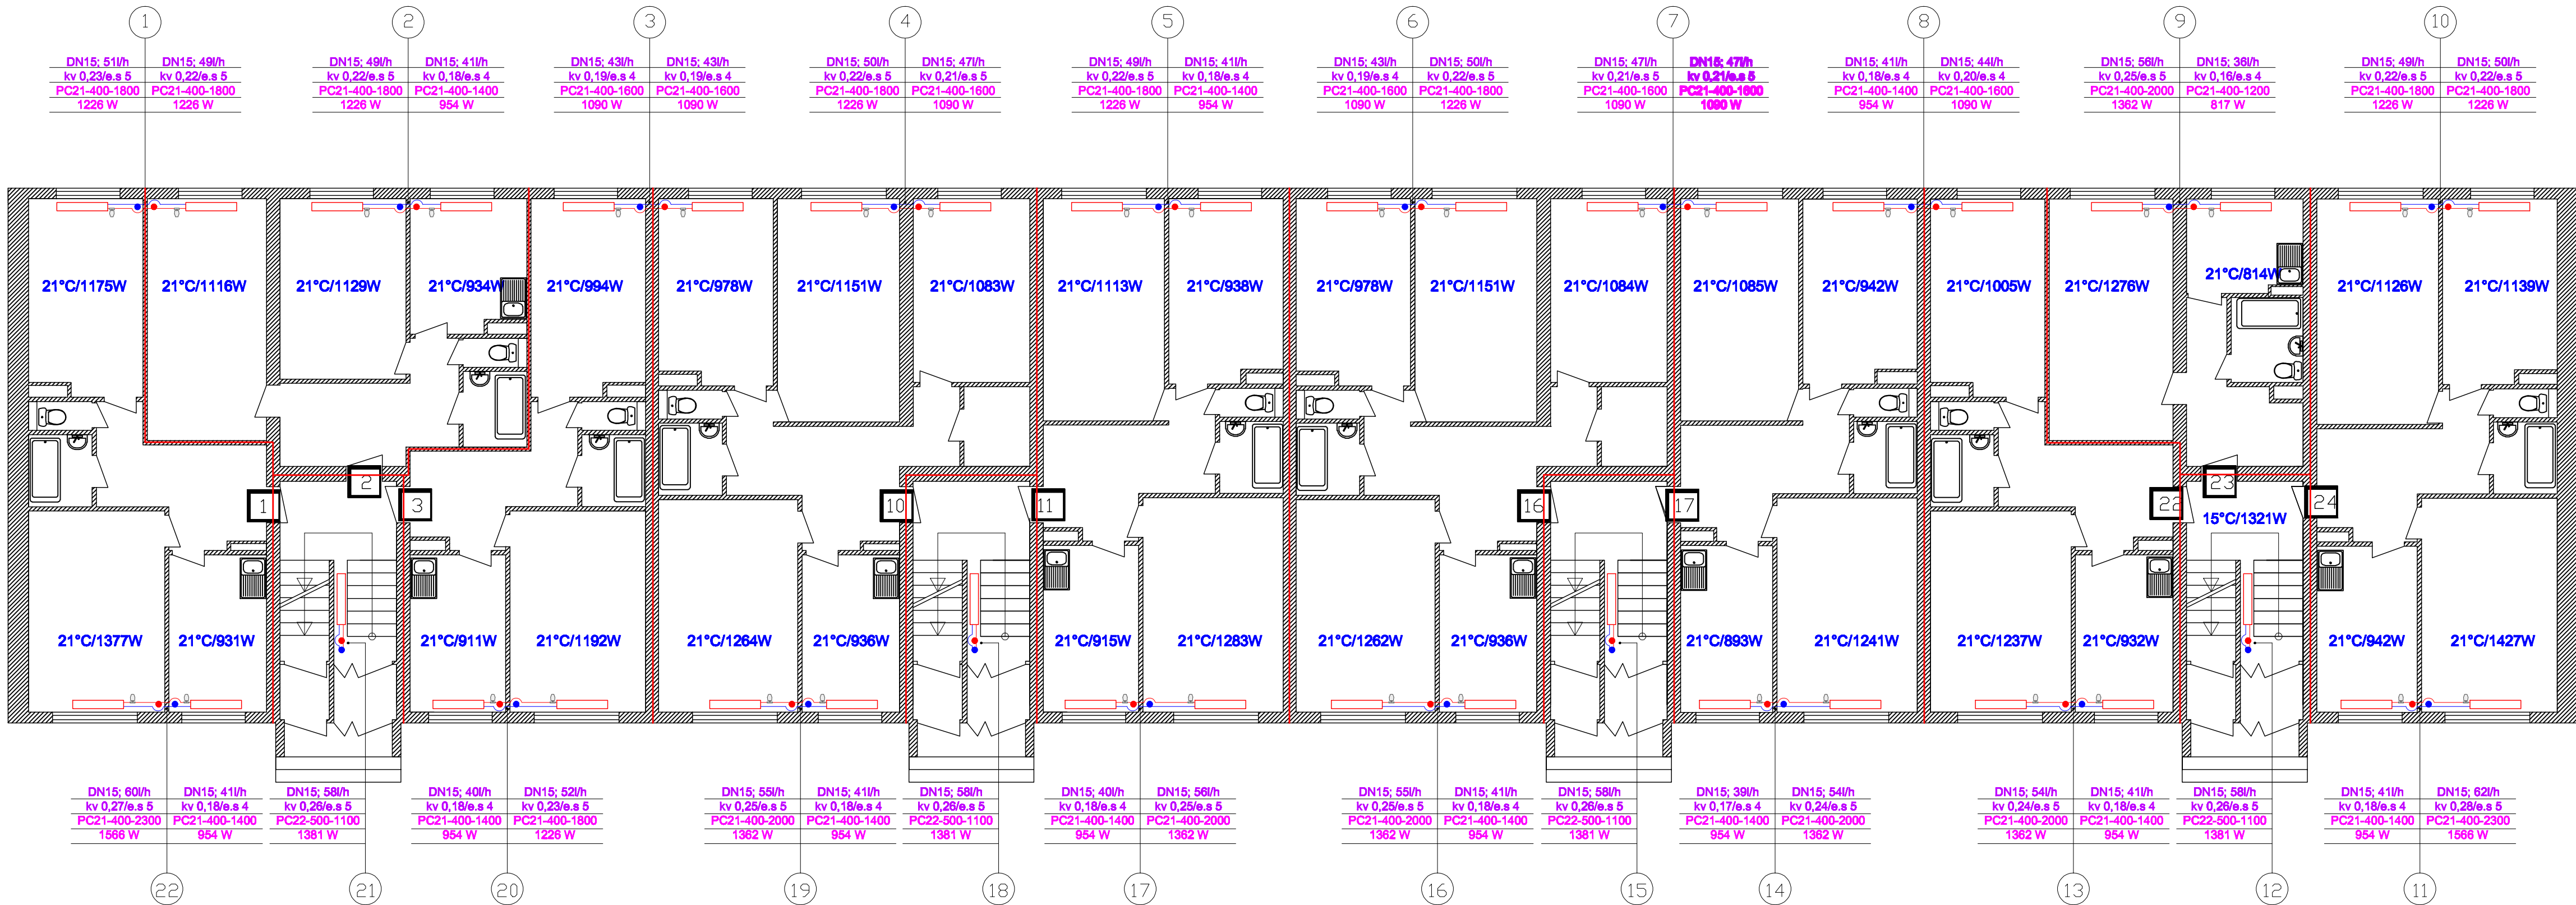 1 2 3 4 5 6 7 8 9 10
DN15; 51l/h DN15; 49l/h
kv 0,23/e.s 5 kv 0,22/e.s 5
PC21-400-1800 PC21-400-1800
1226 W 1226 W
DN15; 49l/h DN15; 41l/h
kv 0,22/e.s 5 kv 0,18/e.s 4
PC21-400-1800 PC21-400-1400
1226 W 954 W
DN15; 43l/h DN15; 43l/h
kv 0,19/e.s 4 kv 0,19/e.s 4
PC21-400-1600 PC21-400-1600
1090 W 1090 W
DN15; 50l/h DN15; 47l/h
kv 0,22/e.s 5 kv 0,21/e.s 5
PC21-400-1800 PC21-400-1600
1226 W 1090 W
DN15; 49l/h DN15; 41l/h
kv 0,22/e.s 5 kv 0,18/e.s 4
PC21-400-1800 PC21-400-1400
1226 W 954 W
DN15; 43l/h DN15; 50l/h
kv 0,19/e.s 4 kv 0,22/e.s 5
PC21-400-1600 PC21-400-1800
1090 W 1226 W
DN15; 47l/h DN15; 47l/h
kv 0,21/e.s 5 kv 0,21/e.s 5
PC21-400-1600 PC21-400-1600
1090 W 1090 W
DN15; 41l/h DN15; 44l/h
kv 0,18/e.s 4 kv 0,20/e.s 4
PC21-400-1400 PC21-400-1600
954 W 1090 W
DN15; 56l/h DN15; 36l/h
kv 0,25/e.s 5 kv 0,16/e.s 4
PC21-400-2000 PC21-400-1200
1362 W 817 W
DN15; 49l/h DN15; 50l/h
kv 0,22/e.s 5 kv 0,22/e.s 5
PC21-400-1800 PC21-400-1800
1226 W 1226 W
21°C/1175W 21°C/1116W 21°C/1129W 21°C/934W 21°C/994W 21°C/978W 21°C/1151W 21°C/1083W 21°C/1113W 21°C/938W 21°C/978W 21°C/1151W 21°C/1084W 21°C/1085W 21°C/942W 21°C/1005W 21°C/1276W 21°C/814W 21°C/1126W 21°C/1139W
1 2 3 10 11 16 17 22 23 24
15°C/1321W
21°C/1377W 21°C/931W 21°C/911W 21°C/1192W 21°C/1264W 21°C/936W 21°C/915W 21°C/1283W 21°C/1262W 21°C/936W 21°C/893W 21°C/1241W 21°C/1237W 21°C/932W 21°C/942W 21°C/1427W
DN15; 60l/h DN15; 41l/h DN15; 58l/h
kv 0,27/e.s 5 kv 0,18/e.s 4 kv 0,26/e.s 5
PC21-400-2300 PC21-400-1400 PC22-500-1100
1566 W 954 W 1381 W
DN15; 40l/h DN15; 52l/h
kv 0,18/e.s 4 kv 0,23/e.s 5
PC21-400-1400 PC21-400-1800
954 W 1226 W
DN15; 55l/h DN15; 41l/h DN15; 58l/h
kv 0,25/e.s 5 kv 0,18/e.s 4 kv 0,26/e.s 5
PC21-400-2000 PC21-400-1400 PC22-500-1100
1362 W 954 W 1381 W
DN15; 40l/h DN15; 56l/h
kv 0,18/e.s 4 kv 0,25/e.s 5
PC21-400-1400 PC21-400-2000
954 W 1362 W
DN15; 55l/h DN15; 41l/h DN15; 58l/h
kv 0,25/e.s 5 kv 0,18/e.s 4 kv 0,26/e.s 5
PC21-400-2000 PC21-400-1400 PC22-500-1100
1362 W 954 W 1381 W
DN15; 39l/h DN15; 54l/h
kv 0,17/e.s 4 kv 0,24/e.s 5
PC21-400-1400 PC21-400-2000
954 W 1362 W
DN15; 54l/h DN15; 41l/h DN15; 58l/h
kv 0,24/e.s 5 kv 0,18/e.s 4 kv 0,26/e.s 5
PC21-400-2000 PC21-400-1400 PC22-500-1100
1362 W 954 W 1381 W
DN15; 41l/h DN15; 62l/h
kv 0,18/e.s 4 kv 0,28/e.s 5
PC21-400-1400 PC21-400-2300
954 W 1566 W
22 21 20 19 18 17 16 15 14 13 12 11